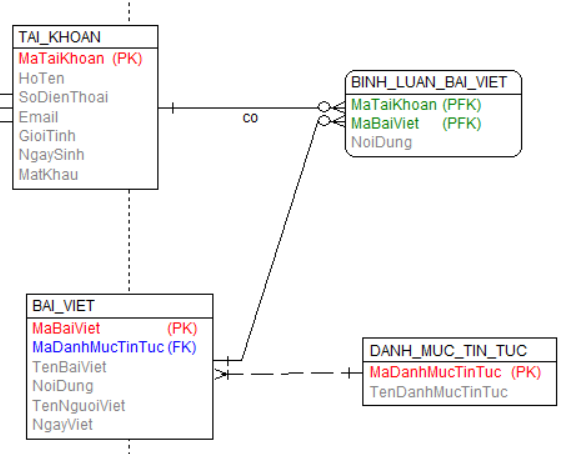 TAI_KHOAN
MaTaiKhoan (PK)
HoTen
SoDienThoai
Email
GioiTinh
NgaySinh
MatKhau
co
BINH_LUAN_BAI_VIET
MaTaiKhoan (PFK)
MaBaiViet (PFK)
NoiDung
BAI_VIET
MaBaiViet (PK)
MaDanhMucTinTuc (FK)
TenBaiViet
NoiDung
TenNguoiViet
NgayViet
DANH_MUC_TIN_TUC
MaDanhMucTinTuc (PK)
TenDanhMucTinTuc